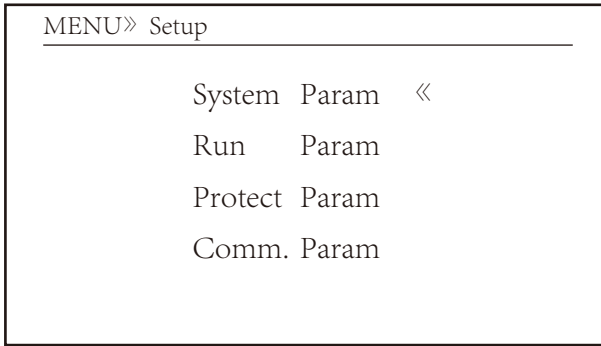 MENU» Setup
System Param «
Run Param
Protect Param
Comm. Param